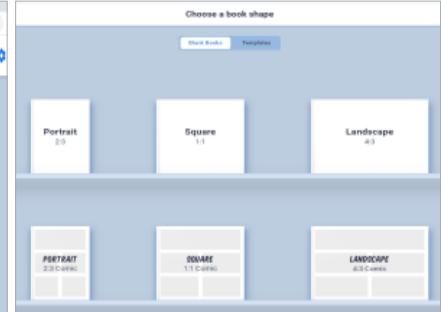 Choose a book shape
Blank Books
Templates
Portrait
2:3
Square
1:1
Landscape
4:3
PORTRAIT
2:3 Comic
SQUARE
1:1 Comic
LANDSCAPE
4:3 Comic